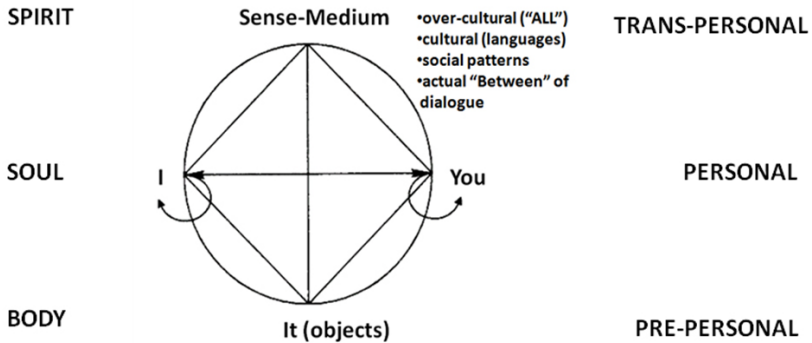 SPIRIT
Sense-Medium
•over-cultural (“ALL”)
•cultural (languages)
•social patterns
•actual “Between” of
dialogue
TRANS-PERSONAL
SOUL
I
You
PERSONAL
BODY
It (objects)
PRE-PERSONAL